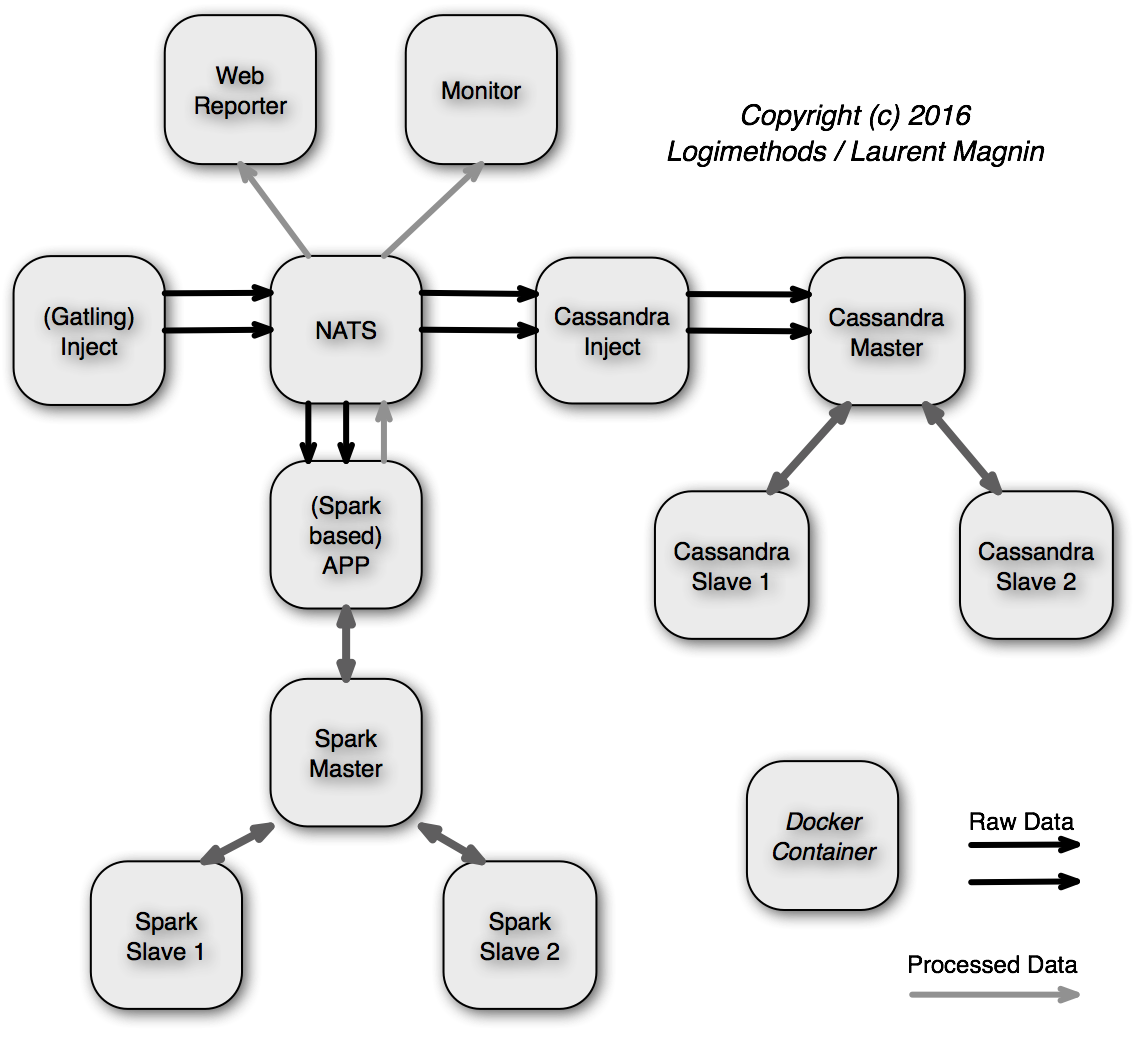 Web
Reporter
Monitor
Copyright (c) 2016
Logimethods / Laurent Magnin
(Gatling)
Inject
NATS
Cassandra
Inject
Cassandra
Master
(Spark
based)
APP
Cassandra
Slave 1
Cassandra
Slave 2
Spark
Master
Docker
Container
Raw Data
Spark
Slave 1
Spark
Slave 2
Processed Data